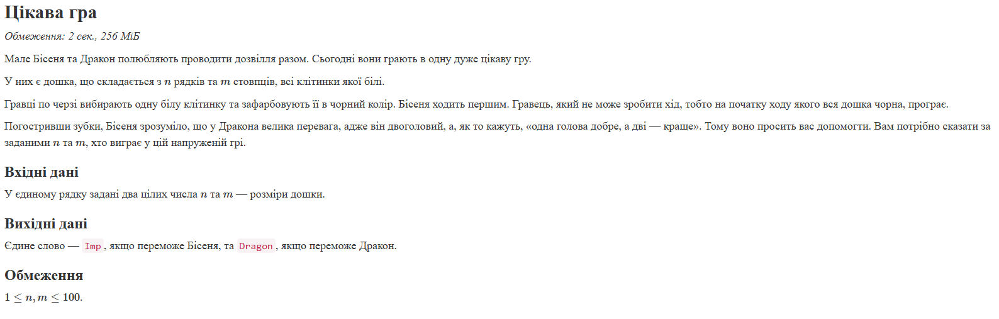 Цікава гра
Обмеження: 2 сек., 256 МіБ
Мале Бісеня та Дракон полюбляють проводити дозвілля разом. Сьогодні вони грають в одну дуже цікаву гру.
У них є дошка, що складається з n рядків та m стовпців, всі клітинки якої білі.
Гравці по черзі вибирають одну білу клітинку та зафарбовують її в чорний колір. Бісеня ходить першим. Гравець, який не може зробити хід, тобто на початку ходу якого вся дошка чорна, програє.
Погостривши зубки, Бісеня зрозуміло, що у Дракона велика перевага, адже він двоголовий, а, як то кажуть, «одна голова добре, а дві — краще». Тому воно просить вас допомогти. Вам потрібно сказати за
заданими n та m, хто виграє у цій напруженій грі.
Вхідні дані
У єдиному рядку задані два цілих числа n та m — розміри дошки.
Вихідні дані
Єдине слово — Imp, якщо переможе Бісеня, та Dragon, якщо переможе Дракон.
Обмеження
1 ≤ n, m ≤ 100.